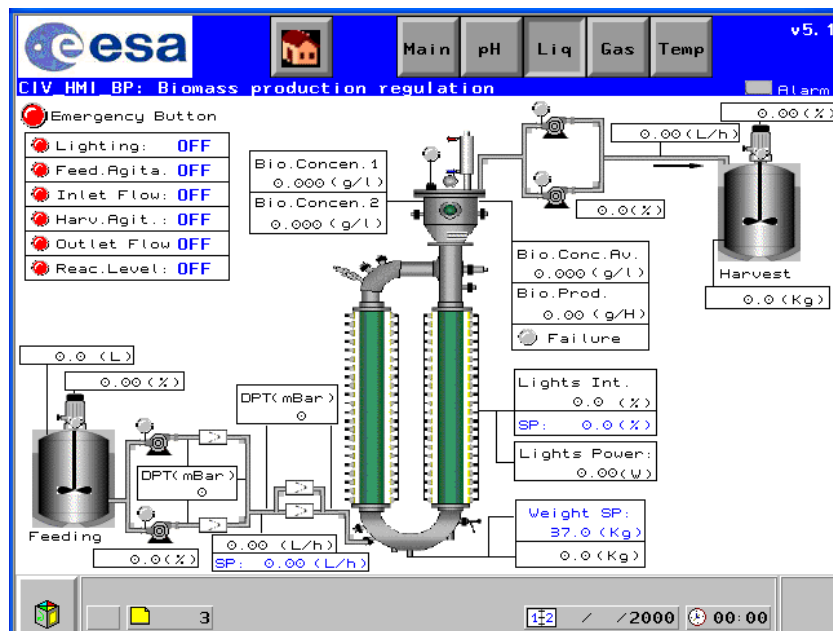 esa
Main
pH
Liq
Gas
Temp
v5.1
CIV_HMI_BP: Biomass production regulation
Alarm
Emergency Button
Lighting: OFF
Feed.Agita. OFF
Inlet Flow: OFF
Harv.Agit.: OFF
Outlet Flow OFF
Reac.Level: OFF
Bio.Concen.1
0.000 (g/l)
Bio.Concen.2
0.000 (g/l)
0.0(%)
0.00(L/h)
0.00(%)
Harvest
0.0(Kg)
Bio.Conc.Av.
0.000(g/l)
Bio.Prod.
0.00(g/H)
Failure
0.0 (L)
0.00(%)
DPT(mBar)
0
DPT(mBar)
0
Feeding
0.0(%)
0.00 (L/h)
SP: 0.00 (L/h)
Lights Int.
0.0 (%)
SP: 0.0(%)
Lights Power:
0.00(W)
Weight SP:
37.0(Kg)
0.0(Kg)
3
12 / /2000
00:00